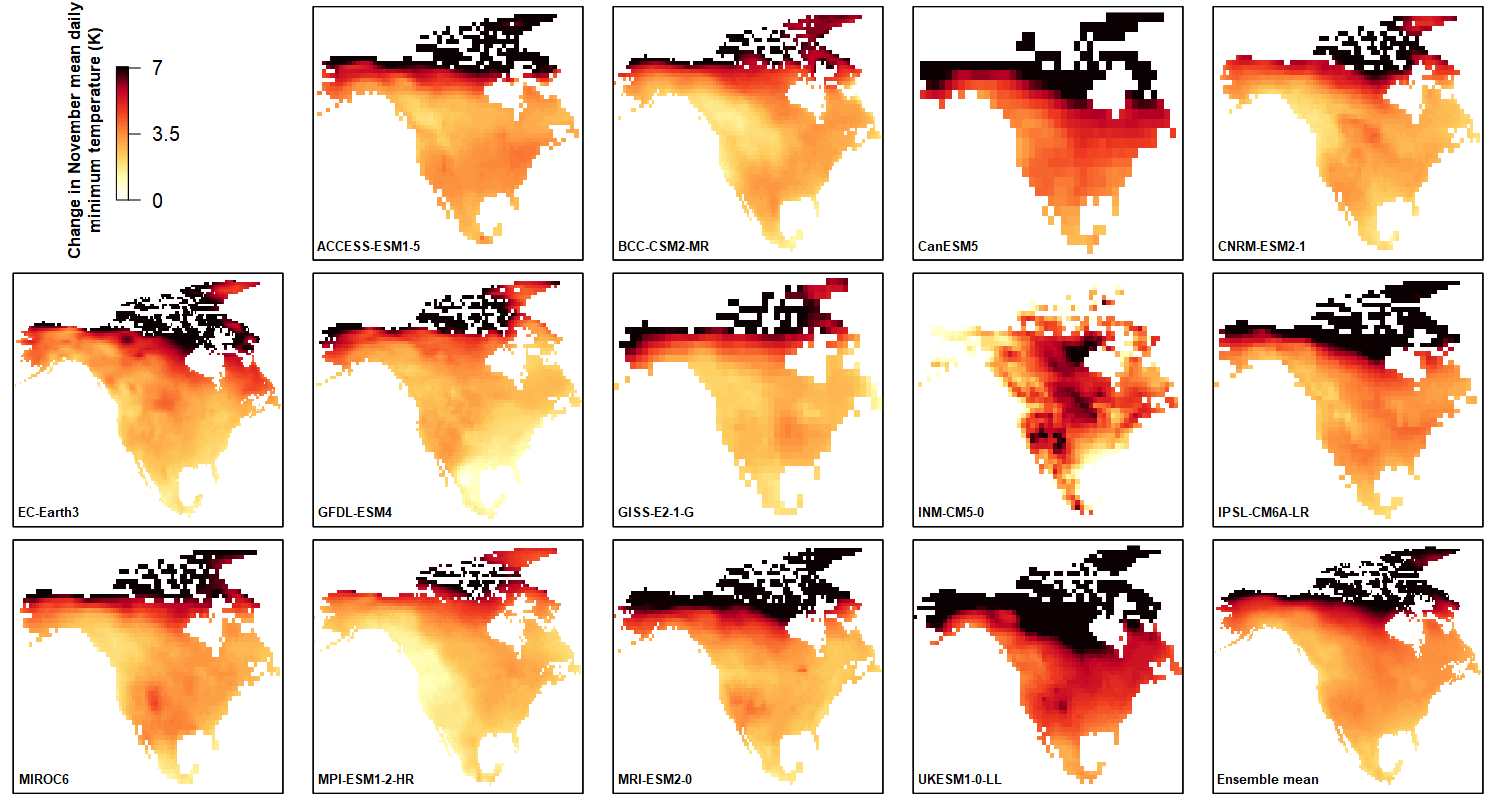 Change in November mean daily
minimum temperature (K)
7
3.5
0
ACCESS-ESM1-5
BCC-CSM2-MR
CanESM5
CNRM-ESM2-1
EC-Earth3
GFDL-ESM4
GISS-E2-1-G
INM-CM5-0
IPSL-CM6A-LR
MIROC6
MPI-ESM1-2-HR
MRI-ESM2-0
UKESM1-0-LL
Ensemble mean